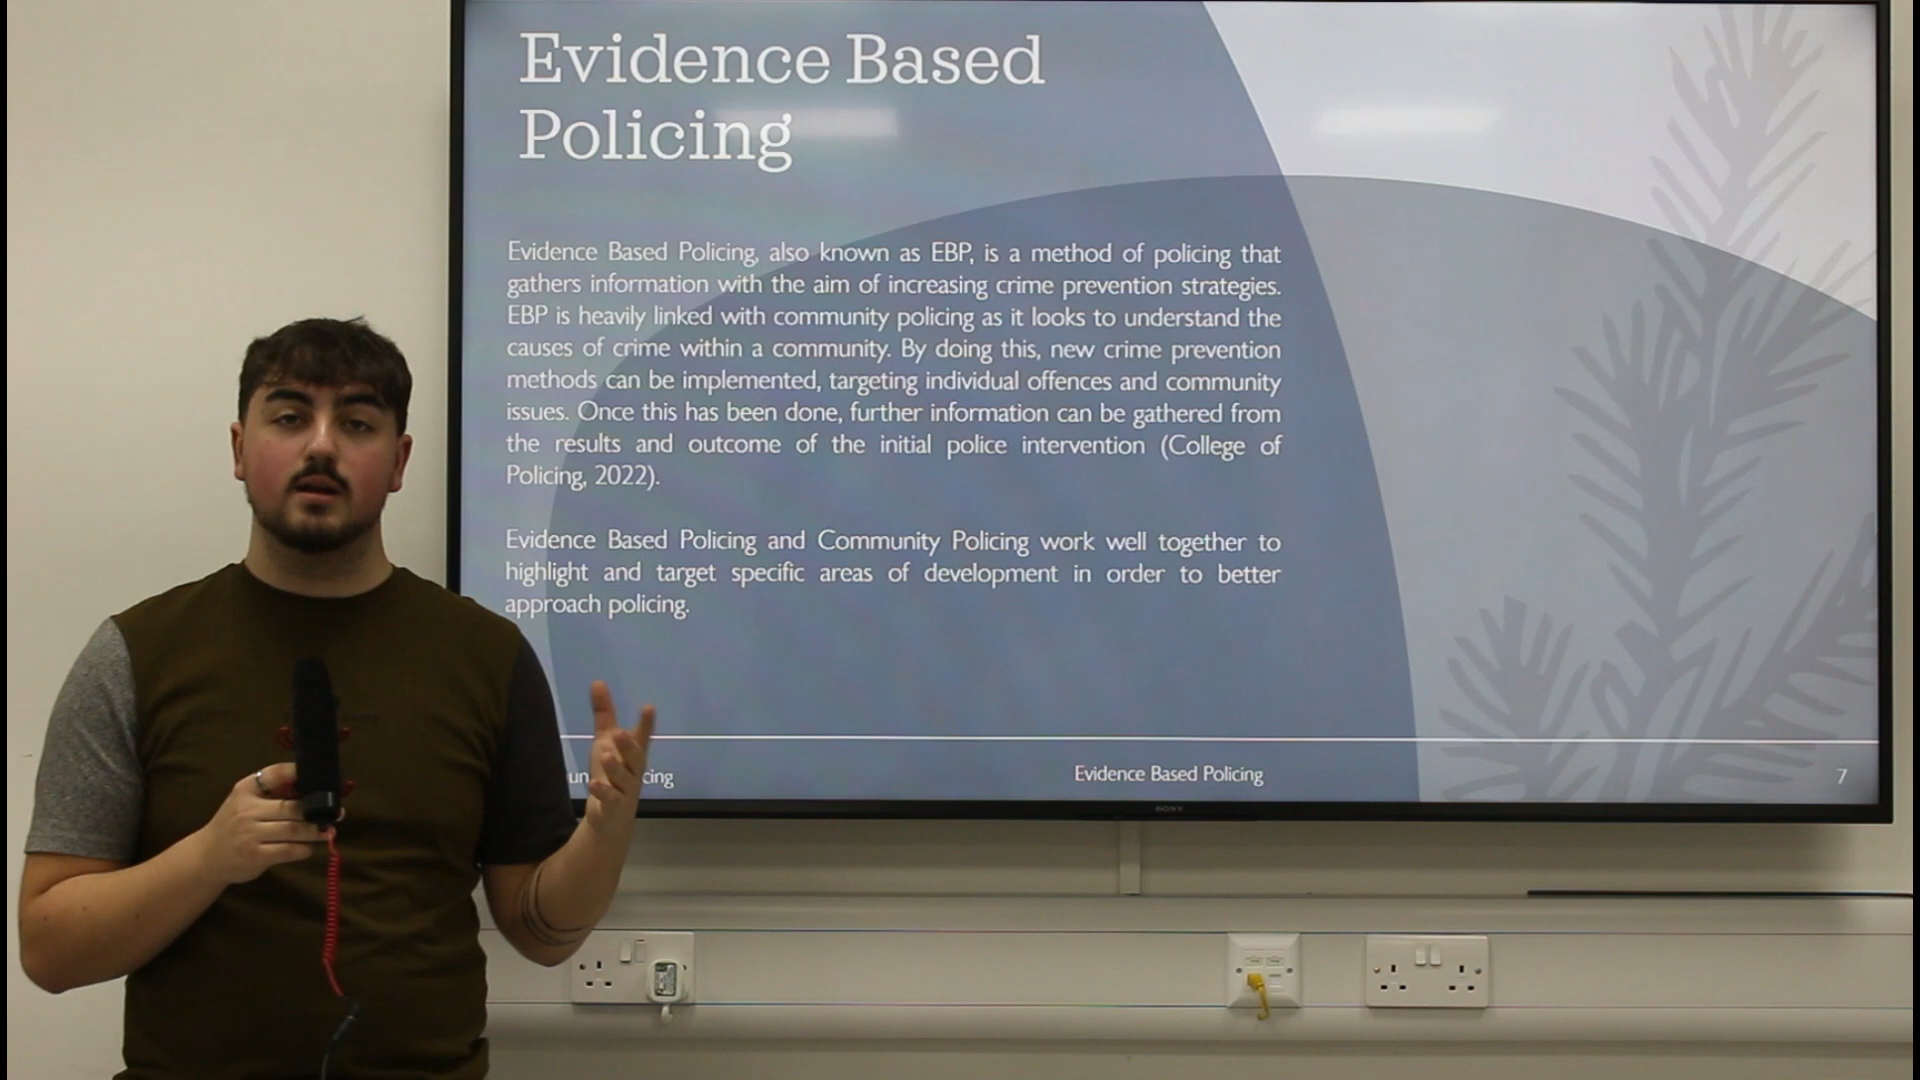 Evidence Based
Policing
Evidence Based Policing, also known as EBP, is a method of policing that
gathers information with the aim of increasing crime prevention strategies.
EBP is heavily linked with community policing as it looks to understand the
causes of crime within a community. By doing this, new crime prevention
methods can be implemented, targeting individual offences and community
issues. Once this has been done, further information can be gathered from
the results and outcome of the initial police intervention (College of
Policing, 2022).
Evidence Based Policing and Community Policing work well together to
highlight and target specific areas of development in order to better
approach policing.
Evidence Based Policing
7
SONY